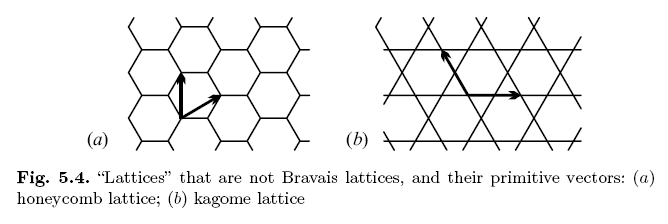 (a)
(b)
Fig. 5.4. “Lattices” that are not Bravais lattices, and their primitive vectors: (a)
honeycomb lattice; (b) kagome lattice